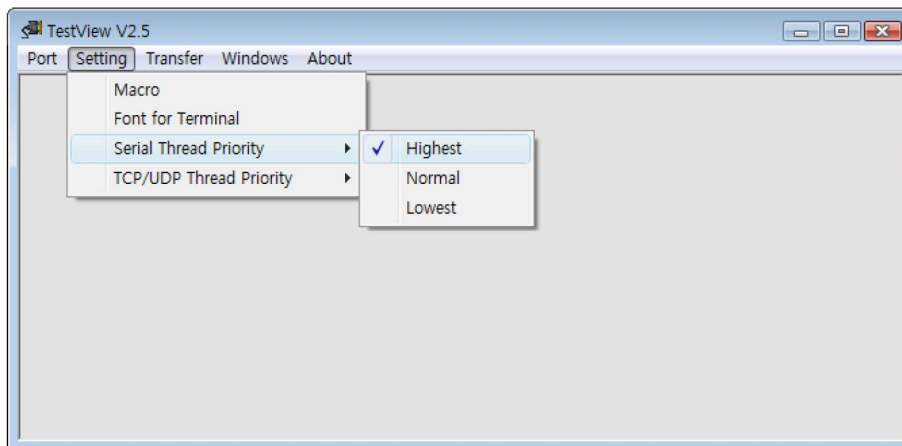 TestView V2.5
Port Setting Transfer Windows About
Macro
Font for Terminal
Serial Thread Priority
TCP/UDP Thread Priority
Highest
Normal
Lowest